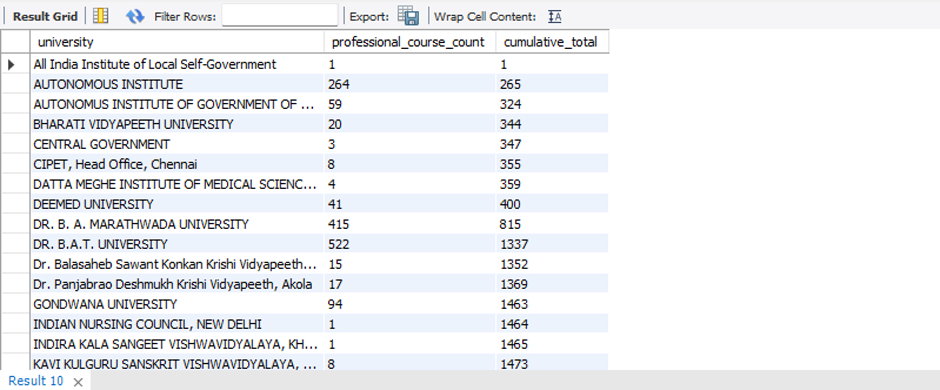 Result Grid Filter Rows: Export: Wrap Cell Content:
university professional_course_count cumulative_total
All India Institute of Local Self-Government 1 1
AUTONOMOUS INSTITUTE 264 265
AUTONOMUS INSTITUTE OF GOVERNMENT OF ... 59 324
BHARATI VIDYAPEETH UNIVERSITY 20 344
CENTRAL GOVERNMENT 3 347
CIPET, Head Office, Chennai 8 355
DATTA MEGHE INSTITUTE OF MEDICAL SCIENC... 4 359
DEEMED UNIVERSITY 41 400
DR. B. A. MARATHWADA UNIVERSITY 415 815
DR. B.A.T. UNIVERSITY 522 1337
Dr. Balasaheb Sawant Konkan Krishi Vidyapeeth... 15 1352
Dr. Panjabrao Deshmukh Krishi Vidyapeeth, Akola 17 1369
GONDWANA UNIVERSITY 94 1463
INDIAN NURSING COUNCIL, NEW DELHI 1 1464
INDIRA KALA SANGEET VISHWAVIDYALAYA, KH... 1 1465
KAVI KULGURU SANSKRIT VISHWAVIDYALAYA, ... 8 1473
Result 10